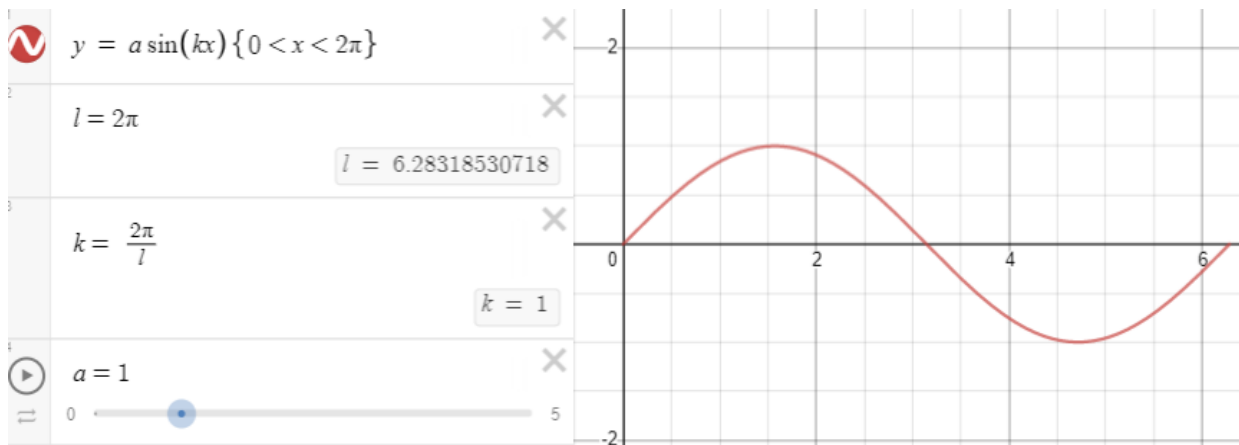 y = a sin(kx) {0 < x < 2π}
2
l = 2π
l = 6.28318530718
3
k = 2π/l
k = 1
4
a = 1
0 5
2
0 2 4 6
-2